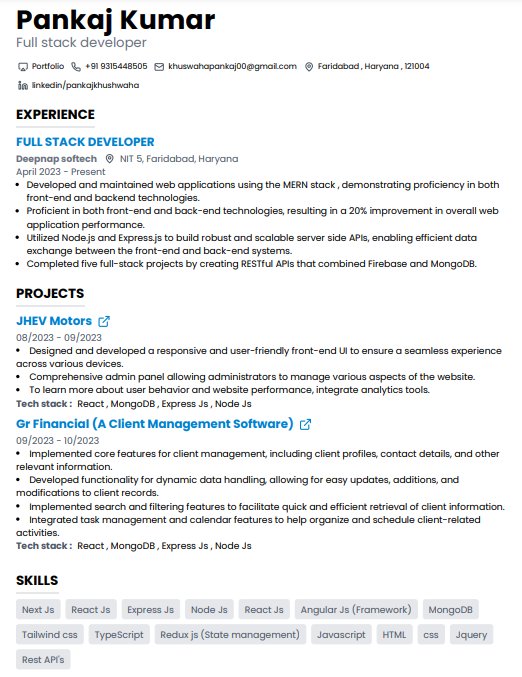 Pankaj Kumar
Full stack developer
Portfolio +91 9315448505 khuswahapankaj00@gmail.com Faridabad , Haryana , 121004
linkedin/pankajkhushwaha
EXPERIENCE
FULL STACK DEVELOPER
Deepnap softech NIT 5, Faridabad, Haryana
April 2023 - Present
• Developed and maintained web applications using the MERN stack , demonstrating proficiency in both
front-end and backend technologies.
• Proficient in both front-end and back-end technologies, resulting in a 20% improvement in overall web
application performance.
• Utilized Node.js and Express.js to build robust and scalable server side APIs, enabling efficient data
exchange between the front-end and back-end systems.
• Completed five full-stack projects by creating RESTful APIs that combined Firebase and MongoDB.
PROJECTS
JHEV Motors
08/2023 - 09/2023
• Designed and developed a responsive and user-friendly front-end UI to ensure a seamless experience
across various devices.
• Comprehensive admin panel allowing administrators to manage various aspects of the website.
• To learn more about user behavior and website performance, integrate analytics tools.
Tech stack : React , MongoDB , Express Js , Node Js
Gr Financial (A Client Management Software)
09/2023 - 10/2023
• Implemented core features for client management, including client profiles, contact details, and other
relevant information.
• Developed functionality for dynamic data handling, allowing for easy updates, additions, and
modifications to client records.
• Implemented search and filtering features to facilitate quick and efficient retrieval of client information.
• Integrated task management and calendar features to help organize and schedule client-related
activities.
Tech stack : React , MongoDB , Express Js , Node Js
SKILLS
Next Js React Js Express Js Node Js React Js Angular Js (Framework) MongoDB
Tailwind css TypeScript Redux js (State management) Javascript HTML css Jquery
Rest API's